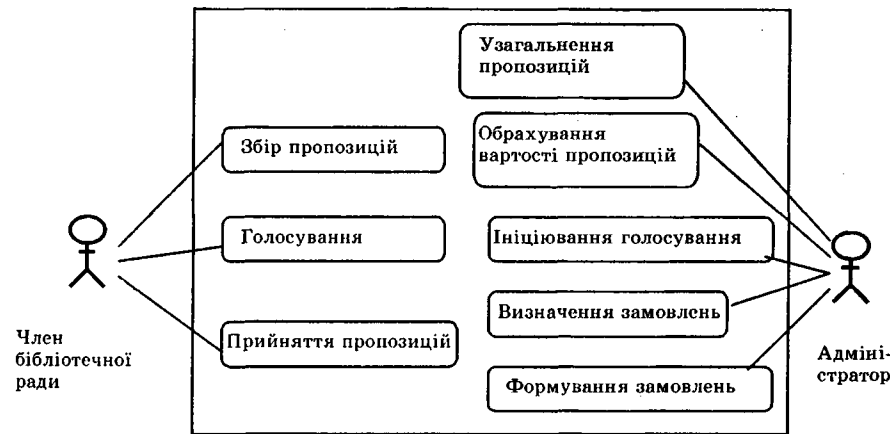 Узагальнення
пропозицій
Збір пропозицій
Обрахування
вартості пропозицій
Голосування
Ініціювання голосування
Визначення замовлень
Прийняття пропозицій
Формування замовлень
Член
бібліотечної
ради
Адміні-
стратор